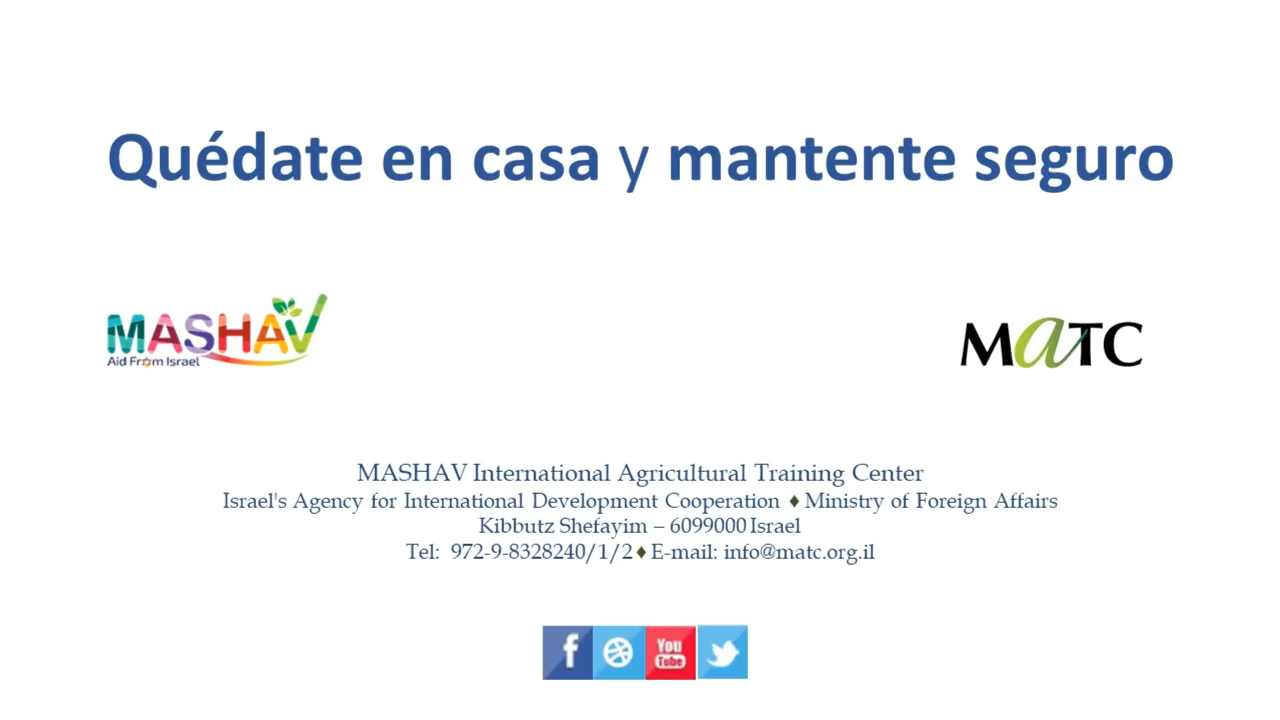 Quédate en casa y mantente seguro
MASHAV
Aid From Israel
MATC
MASHAV International Agricultural Training Center
Israel's Agency for International Development Cooperation ♦ Ministry of Foreign Affairs
Kibbutz Shefayim – 6099000 Israel
Tel: 972-9-8328240/1/2♦E-mail: info@matc.org.il
f
You
Tube